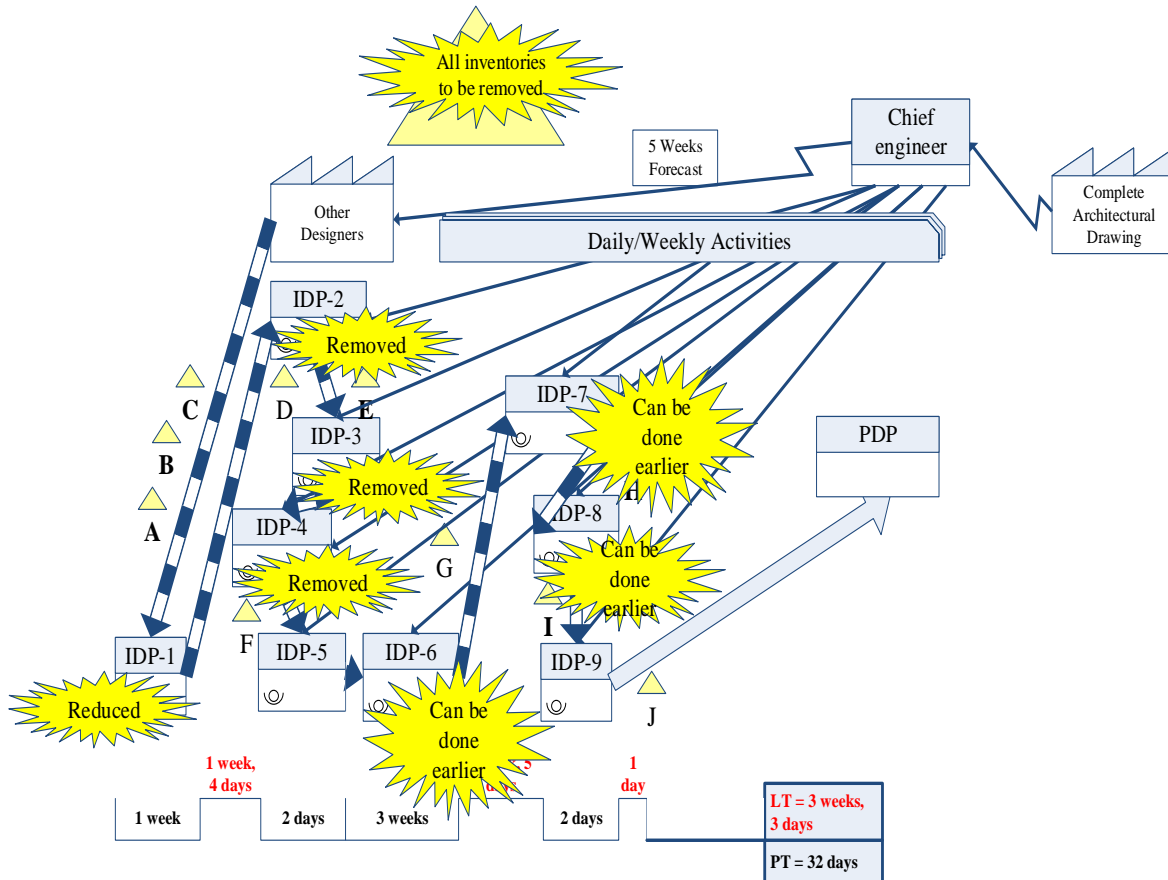 All inventories
to be removed
Chief
engineer
5 Weeks
Forecast
Complete
Architectural
Drawing
Other
Designers
Daily/Weekly Activities
IDP-2
Removed
C
D
E
IDP-7
Can be
done
earlier
PDP
B
IDP-3
Removed
A
IDP-4
G
IDP-8
Removed
Can be
done
earlier
F
I
IDP-1
IDP-5
IDP-6
IDP-9
Reduced
Can be
done
earlier
J
1 week,
4 days
5
1
day
1 week
2 days
3 weeks
2 days
LT = 3 weeks,
3 days
PT = 32 days